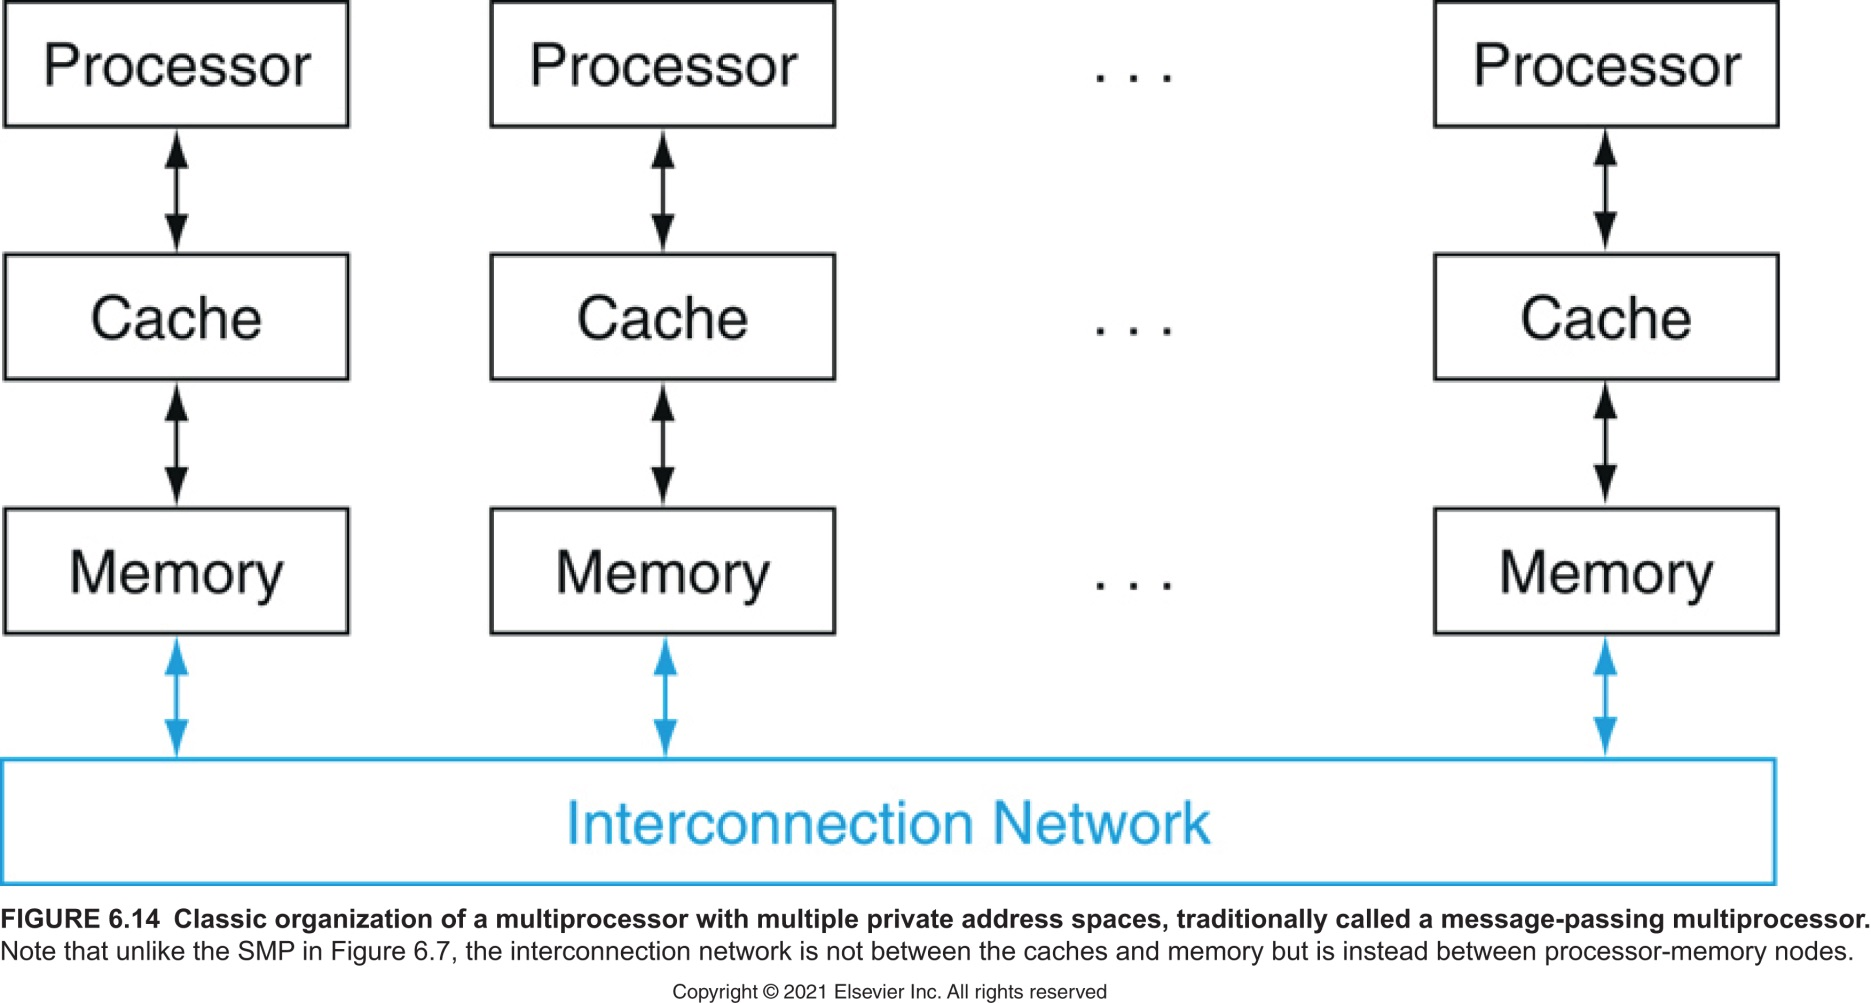 Processor Processor . . . Processor
Cache Cache . . . Cache
Memory Memory . . . Memory
Interconnection Network
FIGURE 6.14 Classic organization of a multiprocessor with multiple private address spaces, traditionally called a message-passing multiprocessor.
Note that unlike the SMP in Figure 6.7, the interconnection network is not between the caches and memory but is instead between processor-memory nodes.
Copyright © 2021 Elsevier Inc. All rights reserved